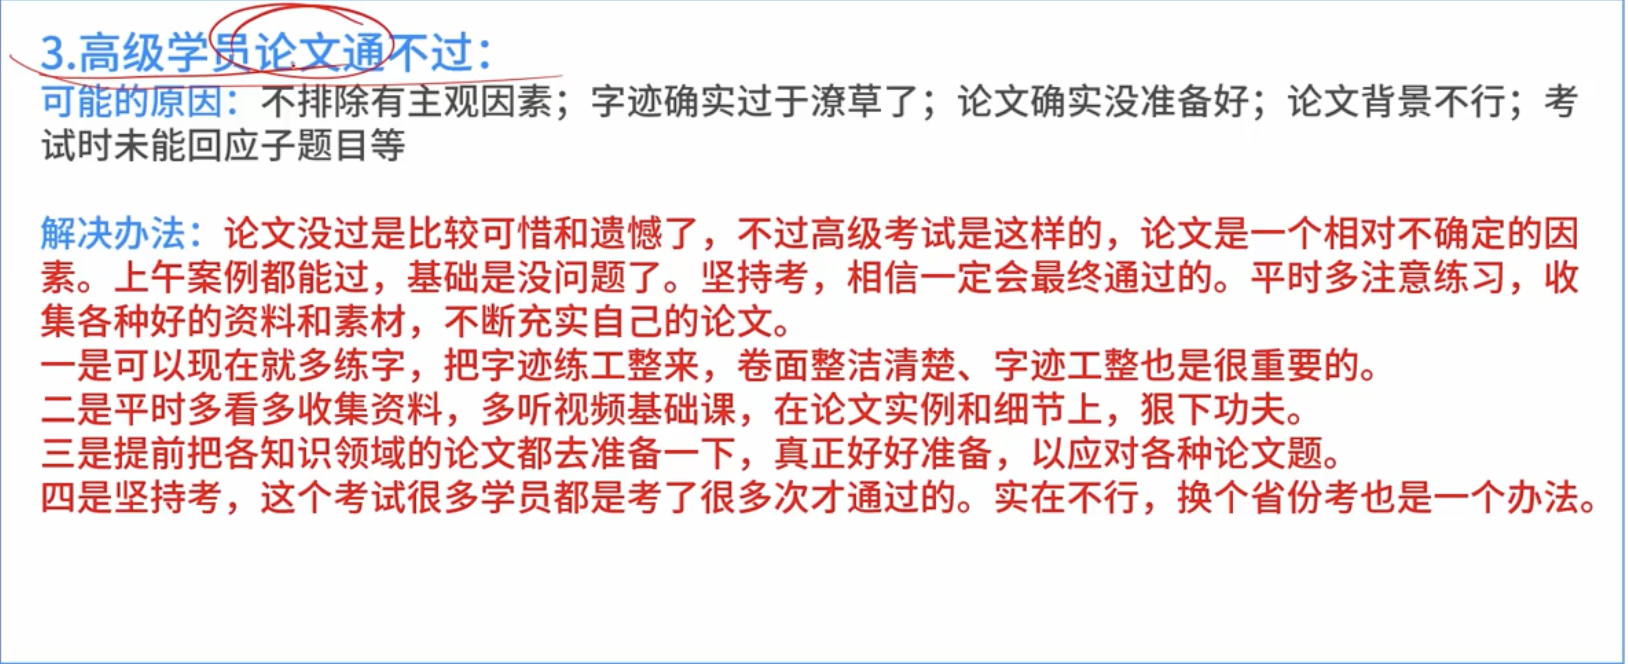 3.高级学员论文通不过：
可能的原因：不排除有主观因素；字迹确实过于潦草了；论文确实没准备好；论文背景不行；考
试时未能回应子题目等
解决办法：论文没过是比较可惜和遗憾了，不过高级考试是这样的，论文是一个相对不确定的因
素。上午案例都能过，基础是没问题了。坚持考，相信一定会最终通过的。平时多注意练习，收
集各种好的资料和素材，不断充实自己的论文。
一是可以现在就多练字，把字迹练工整来，卷面整洁清楚、字迹工整也是很重要的。
二是平时多看多收集资料，多听视频基础课，在论文实例和细节上，狠下功夫。
三是提前把各知识领域的论文都去准备一下，真正好好准备，以应对各种论文题。
四是坚持考，这个考试很多学员都是考了很多次才通过的。实在不行，换个省份考也是一个办法。